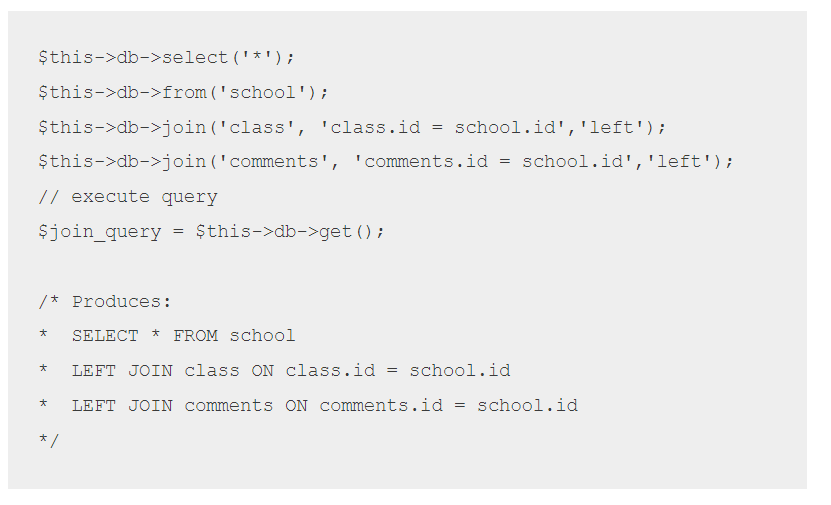 $this->db->select('*');
$this->db->from('school');
$this->db->join('class', 'class.id = school.id','left');
$this->db->join('comments', 'comments.id = school.id','left');
// execute query
$join_query = $this->db->get();
/* Produces:
*  SELECT * FROM school
*  LEFT JOIN class ON class.id = school.id
*  LEFT JOIN comments ON comments.id = school.id
*/